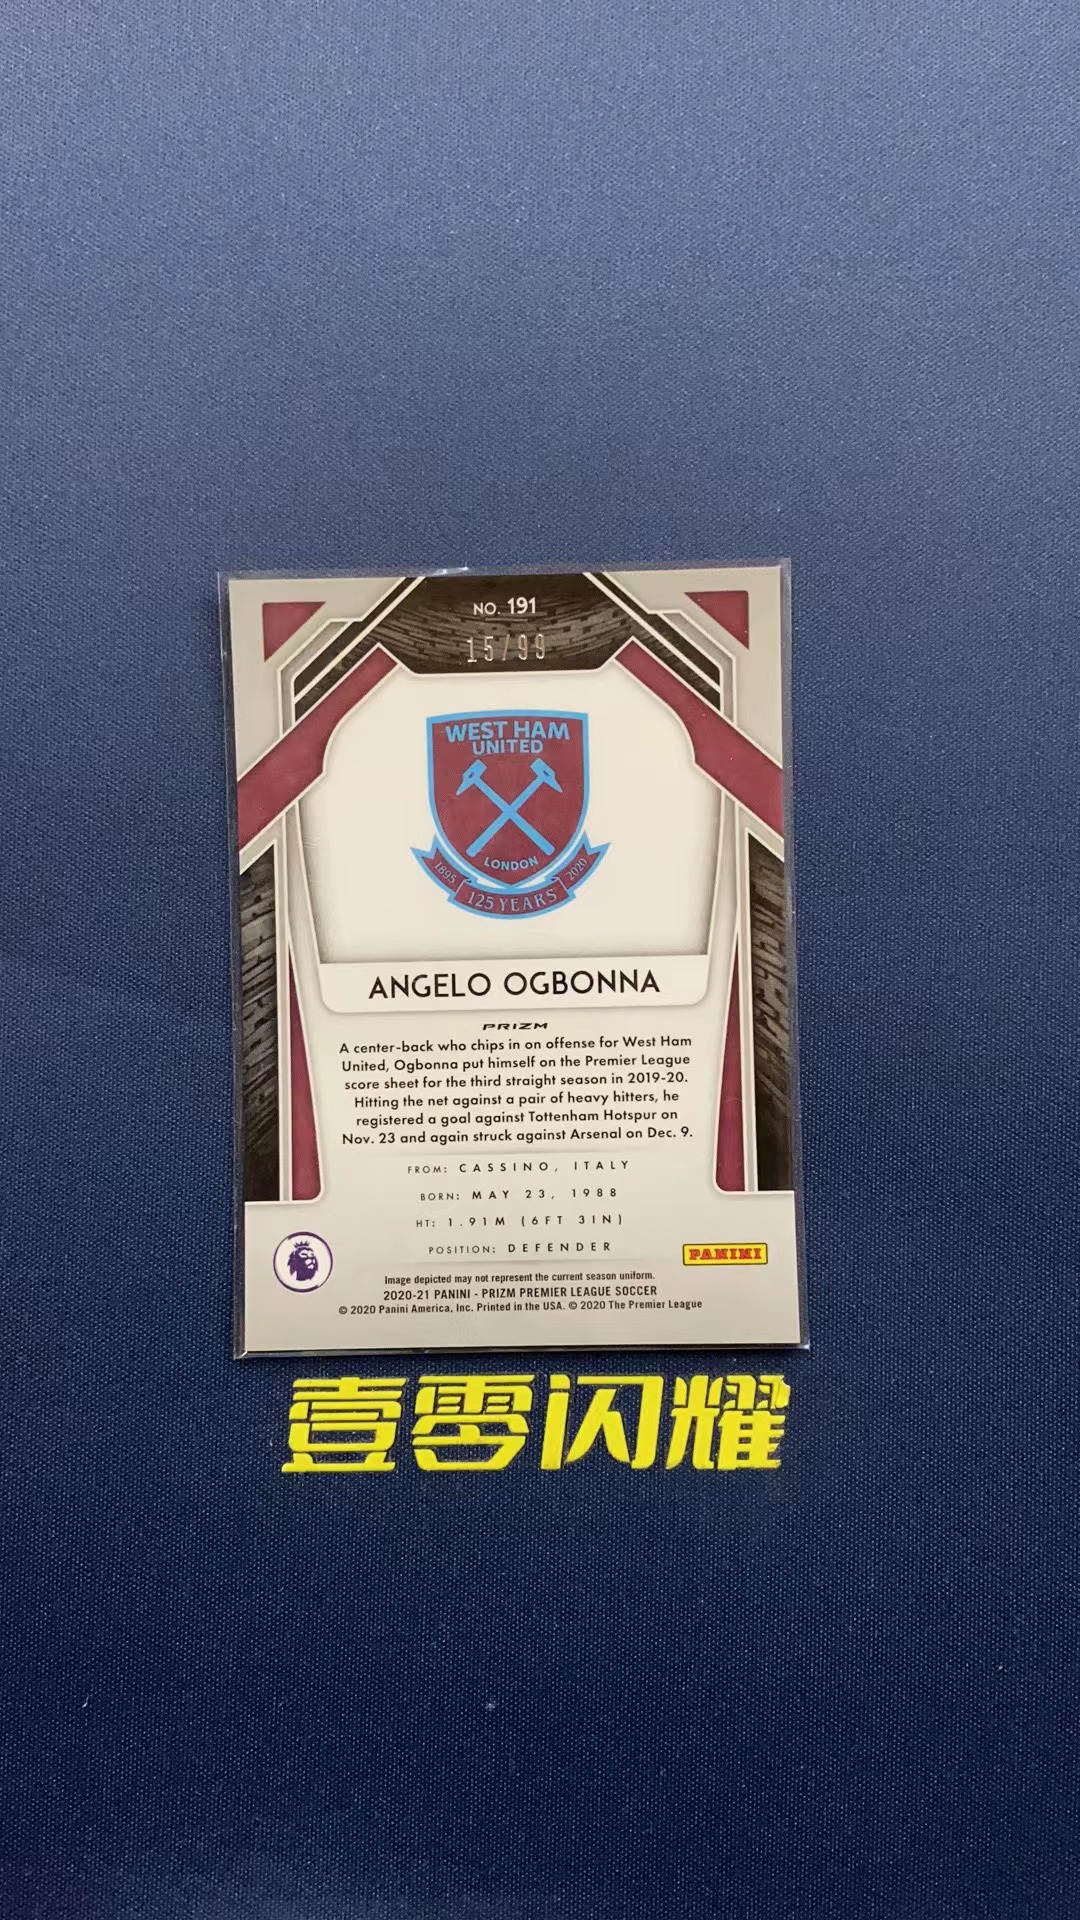 NO. 191
15/99
WEST HAM
UNITED
LONDON
1895
125 YEARS
2020
ANGELO OGBONNA
PRIZM
A center-back who chips in on offense for West Ham
United, Ogbonna put himself on the Premier League
score sheet for the third straight season in 2019-20.
Hitting the net against a pair of heavy hitters, he
registered a goal against Tottenham Hotspur on
Nov. 23 and again struck against Arsenal on Dec. 9.
FROM: CASSINO, ITALY
BORN: MAY 23, 1988
HT: 1.91M (6FT 3IN)
POSITION: DEFENDER
PANINI
Image depicted may not represent the current season uniform.
2020-21 PANINI - PRIZM PREMIER LEAGUE SOCCER
© 2020 Panini America, Inc. Printed in the USA. © 2020 The Premier League
壹零闪耀